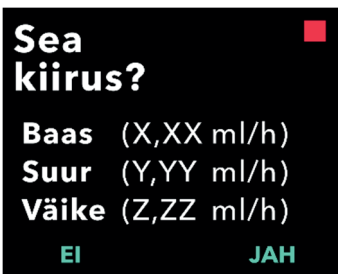 Sea
kiirus?
Baas (X,XX ml/h)
Suur (Y,YY ml/h)
Väike (Z,ZZ ml/h)
EI JAH